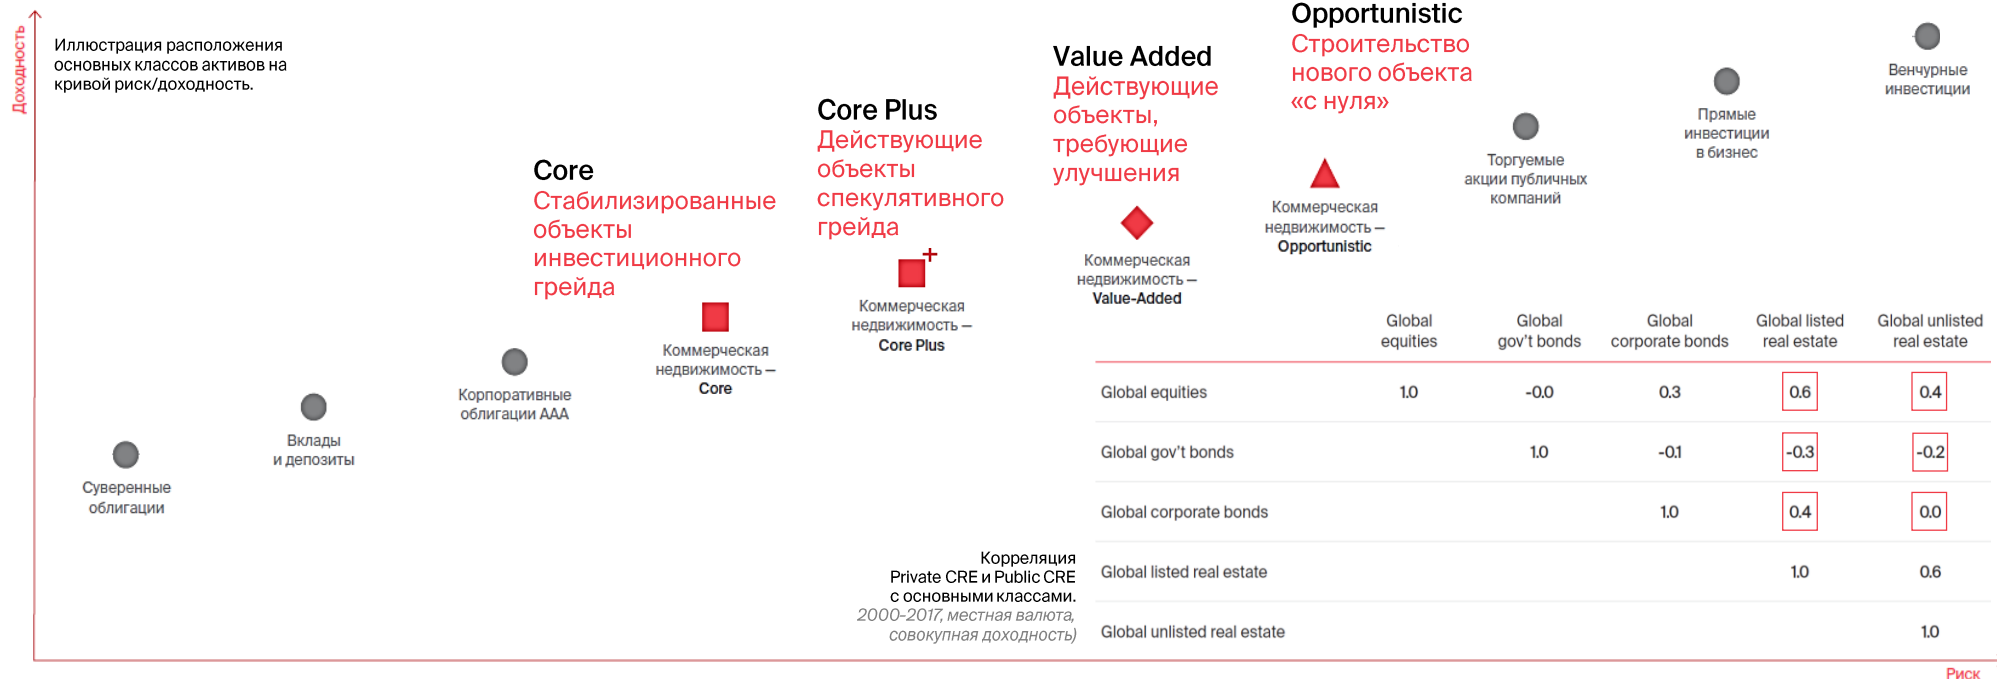 Доходность
Иллюстрация расположения
основных классов активов на
кривой риск/доходность.
Суверенные
облигации
Вклады
и депозиты
Корпоративные
облигации ААА
Core
Стабилизированные
объекты
инвестиционного
грейда
Коммерческая
недвижимость –
Core
Core Plus
Действующие
объекты
спекулятивного
грейда
+
Коммерческая
недвижимость –
Core Plus
Value Added
Действующие
объекты,
требующие
улучшения
Коммерческая
недвижимость –
Value-Added
Opportunistic
Строительство
нового объекта
«с нуля»
Коммерческая
недвижимость –
Opportunistic
Торгуемые
акции публичных
компаний
Прямые
инвестиции
в бизнес
Венчурные
инвестиции
Global equities Global gov't bonds Global corporate bonds Global listed real estate Global unlisted real estate
Global equities 1.0 -0.0 0.3 0.6 0.4
Global gov't bonds 1.0 -0.1 -0.3 -0.2
Global corporate bonds 1.0 0.4 0.0
Global listed real estate 1.0 0.6
Global unlisted real estate 1.0
Корреляция
Private CRE и Public CRE
с основными классами.
2000-2017, местная валюта,
совокупная доходность)
Риск